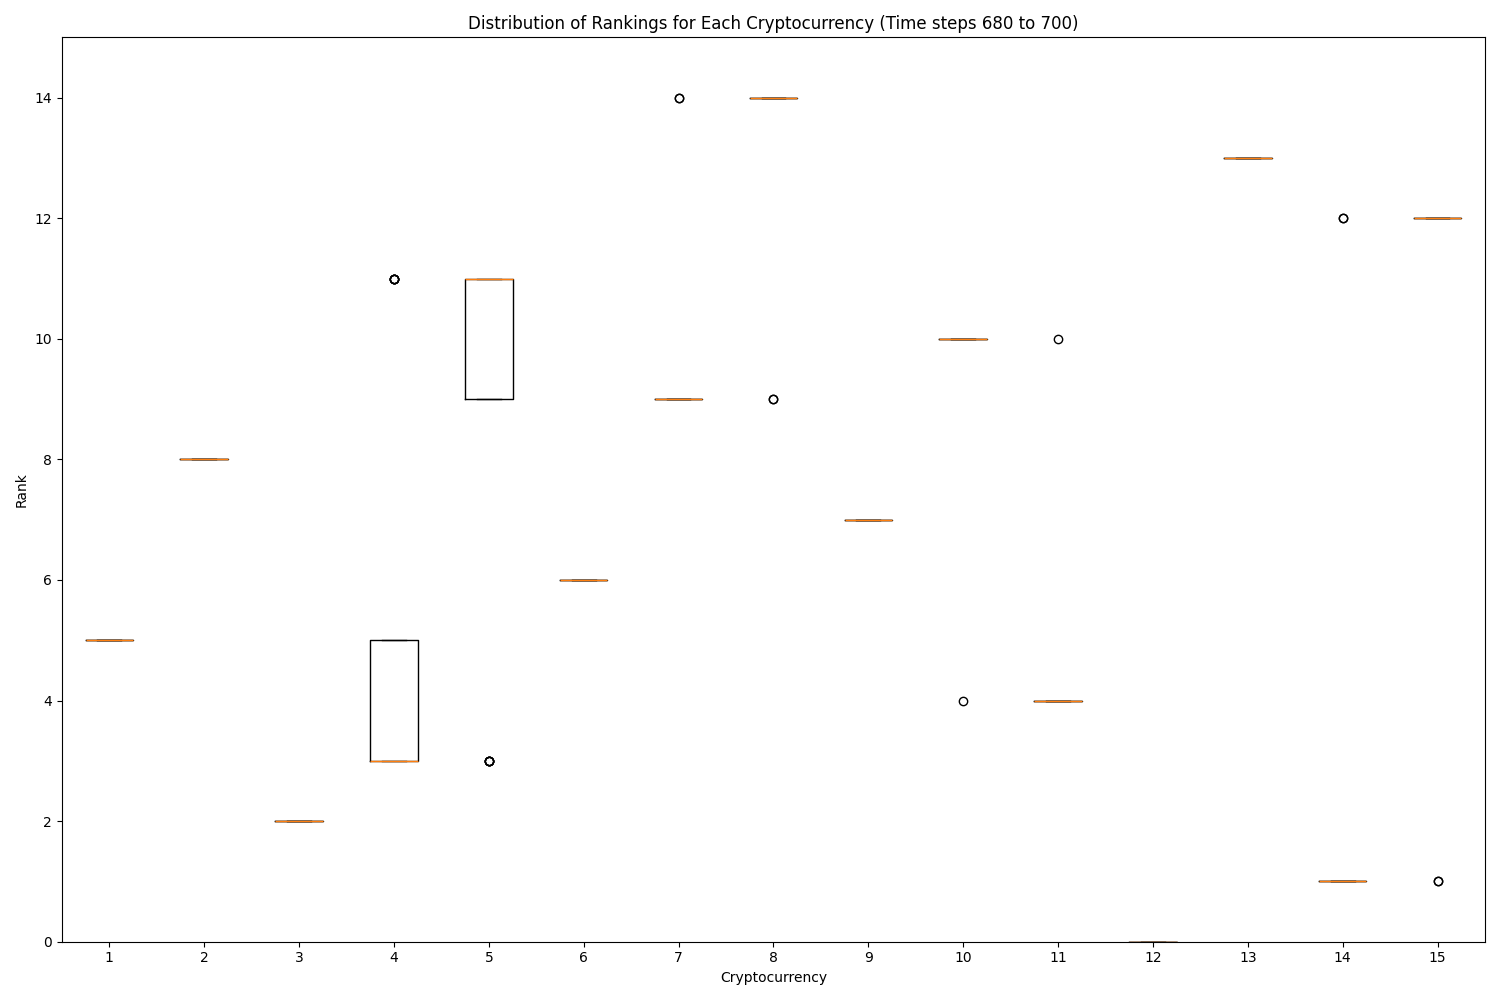 Distribution of Rankings for Each Cryptocurrency (Time steps 680 to 700)
14
12
10
8
6
4
2
0
Rank
1 2 3 4 5 6 7 8 9 10 11 12 13 14 15
Cryptocurrency